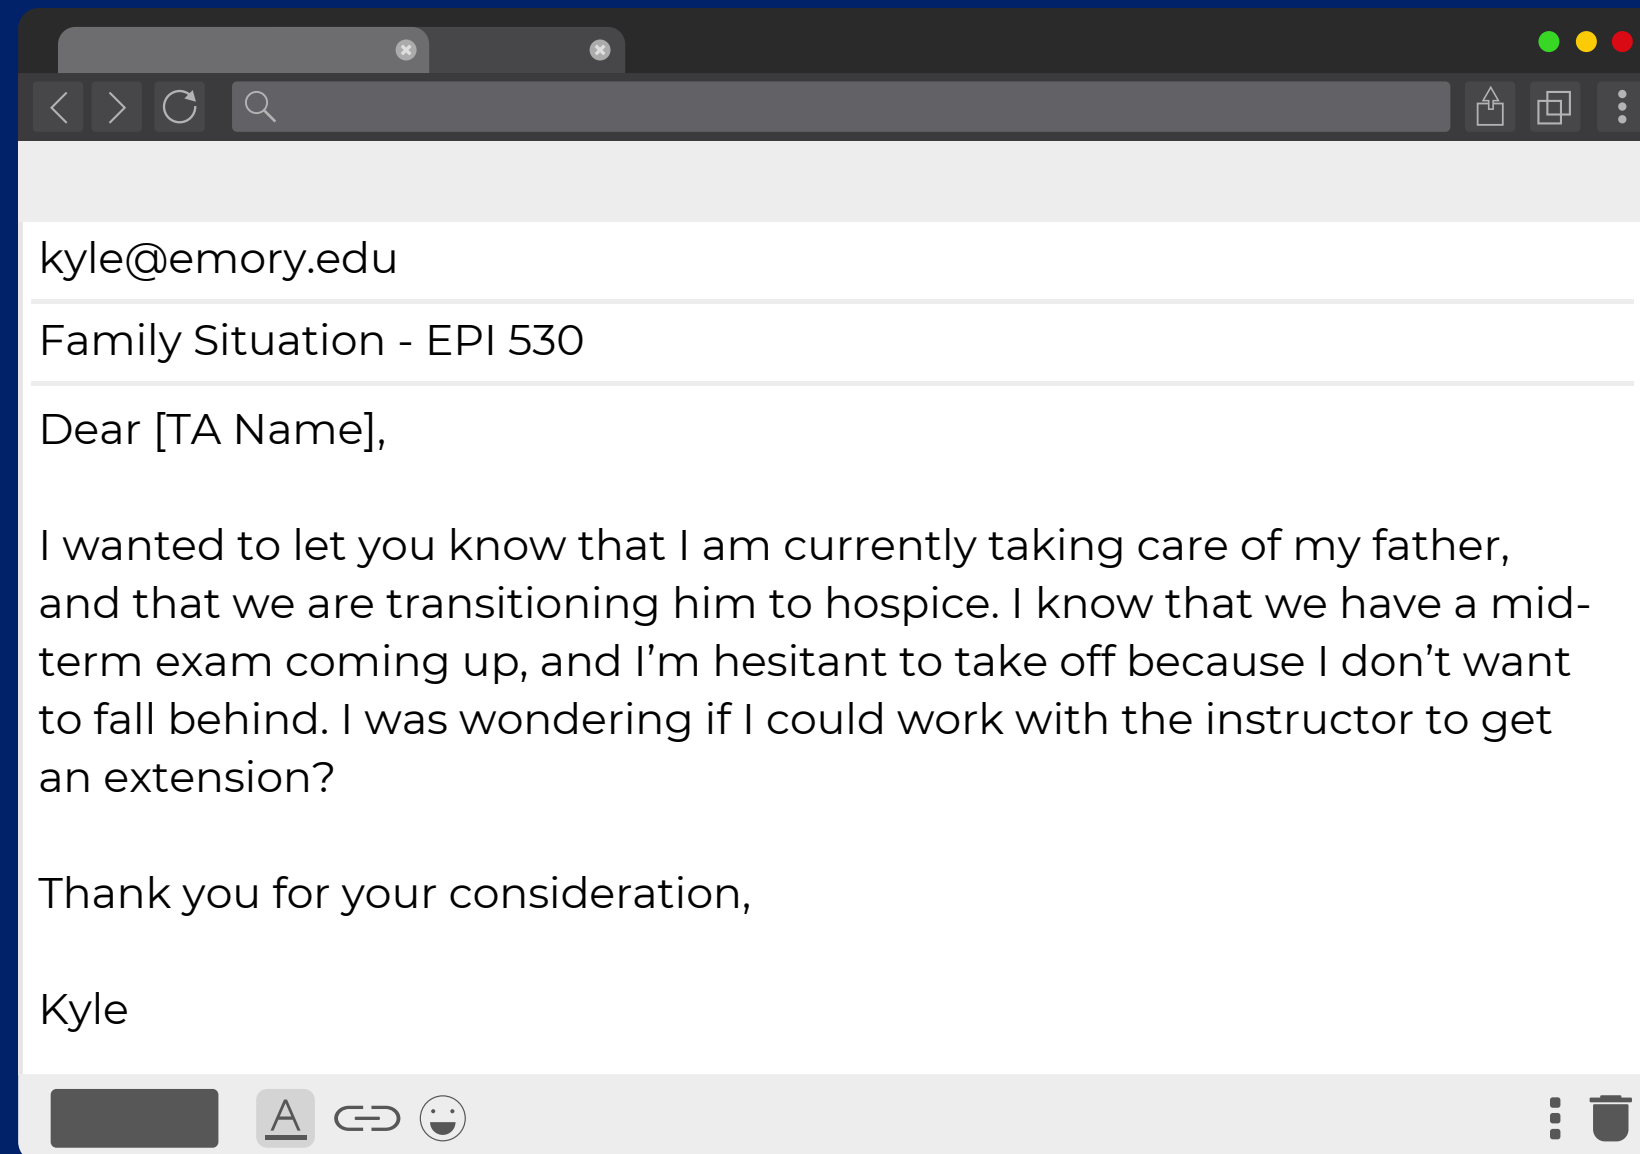 kyle@emory.edu
Family Situation - EPI 530
Dear [TA Name],
I wanted to let you know that I am currently taking care of my father,
and that we are transitioning him to hospice. I know that we have a mid-
term exam coming up, and I’m hesitant to take off because I don’t want
to fall behind. I was wondering if I could work with the instructor to get
an extension?
Thank you for your consideration,
Kyle
A